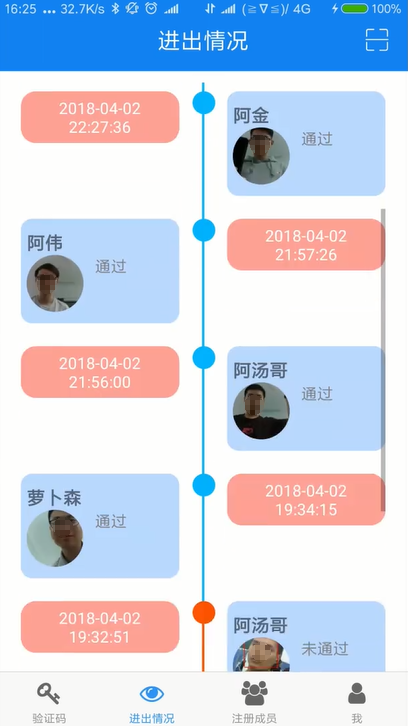 16:25 ... 32.7K/s (≧∇≦)/ 4G 100%
进出情况
2018-04-02
22:27:36
阿金
通过
阿伟
通过
2018-04-02
21:57:26
2018-04-02
21:56:00
阿汤哥
通过
萝卜森
通过
2018-04-02
19:34:15
2018-04-02
19:32:51
阿汤哥
未通过
验证码
进出情况
注册成员
我